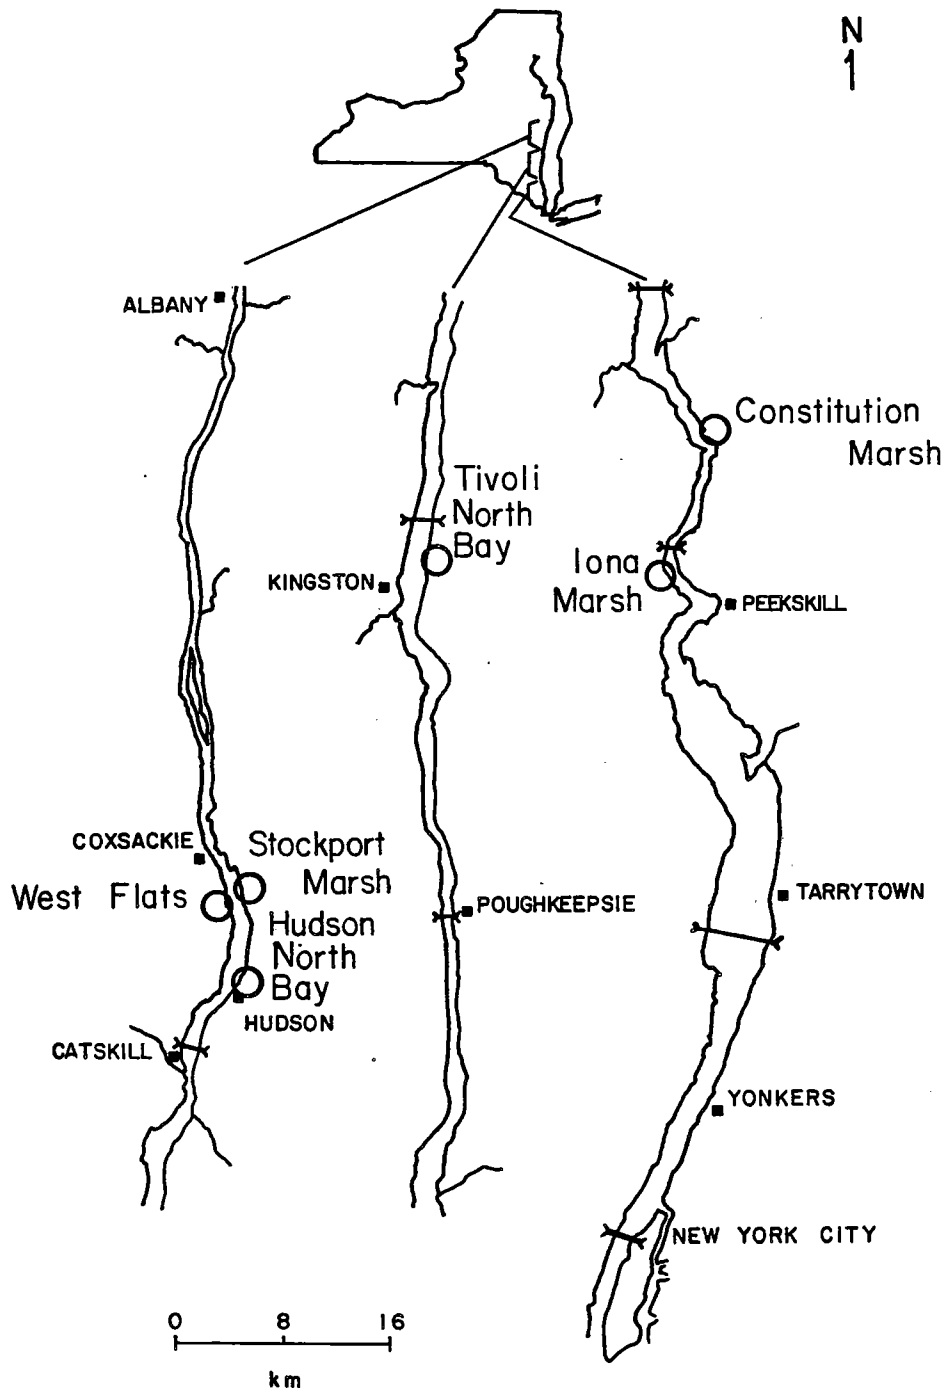 N
ALBANY
Constitution
Marsh
Tivoli
North
Bay
Iona
Marsh
KINGSTON
PEEKSKILL
COXSACKIE
Stockport
Marsh
West Flats
Hudson
North
Bay
HUDSON
CATSKILL
POUGHKEEPSIE
TARRYTOWN
YONKERS
NEW YORK CITY
0 8 16
km